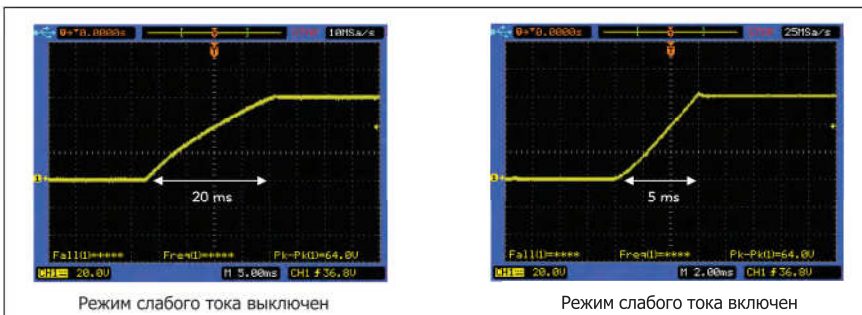 0.0000s STOP 10MSa/s
20 ms
Fall(1)=**** Freq(1)=***** Pk-Pk(1)=64.0V
CH1 20.0V M 5.00ms CH1 36.8V
Режим слабого тока выключен
0.0000s STOP 25MSa/s
5 ms
Fall(1)=**** Freq(1)=**** Pk-Pk(1)=64.0V
CH1 20.0V M 2.00ms CH1 36.8V
Режим слабого тока включен